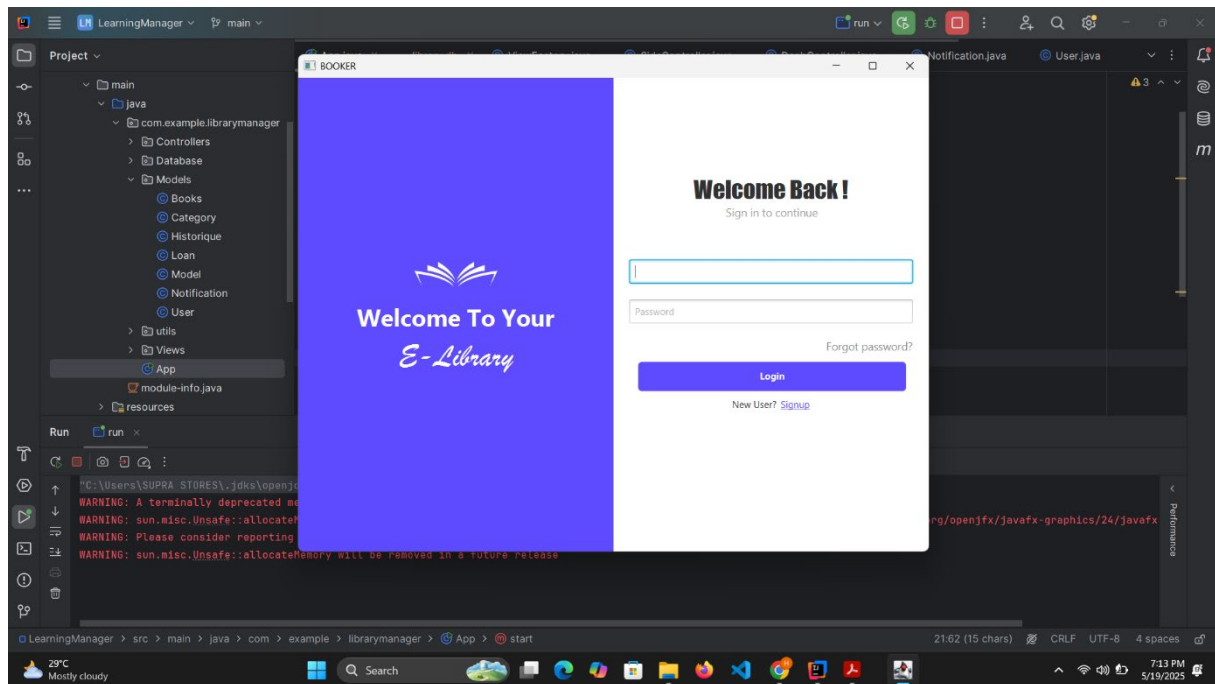 LM LearningManager main run
Project
Notification.java User.java
BOOKER
main
3
java
com.example.librarymanager
Controllers
Database
Models
Books
Category
Historique
Loan
Model
Notification
User
utils
Views
App
module-info.java
resources
Welcome To Your
E-Library
Welcome Back !
Sign in to continue
Password
Forgot password?
Login
New User? Signup
m
Run run
"C:\Users\SUPRA STORES\.jdks\openj
WARNING: A terminally deprecated me
WARNING: sun.misc.Unsafe::allocateM org/openjfx/javafx-graphics/24/javafx
WARNING: Please consider reporting
WARNING: sun.misc.Unsafe::allocateMemory will be removed in a future release
Performance
LearningManager > src > main > java > com > example > librarymanager > App > start 21:62 (15 chars) CRLF UTF-8 4 spaces
29°C
Mostly cloudy
Search
7:13 PM
5/19/2025